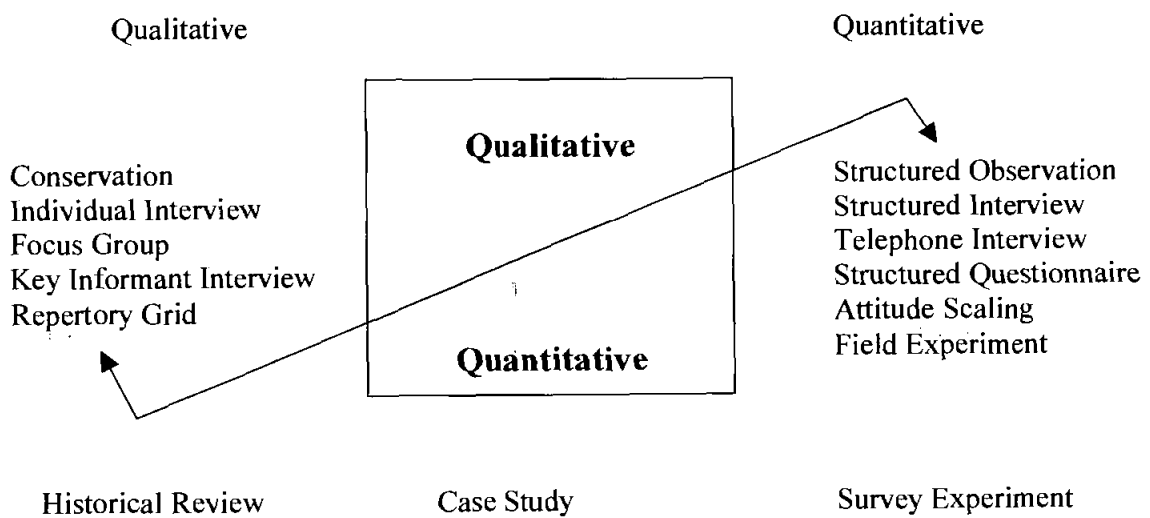 Qualitative
Quantitative
Qualitative
Conservation
Individual Interview
Focus Group
Key Informant Interview
Repertory Grid
Structured Observation
Structured Interview
Telephone Interview
Structured Questionnaire
Attitude Scaling
Field Experiment
Quantitative
Historical Review
Case Study
Survey Experiment